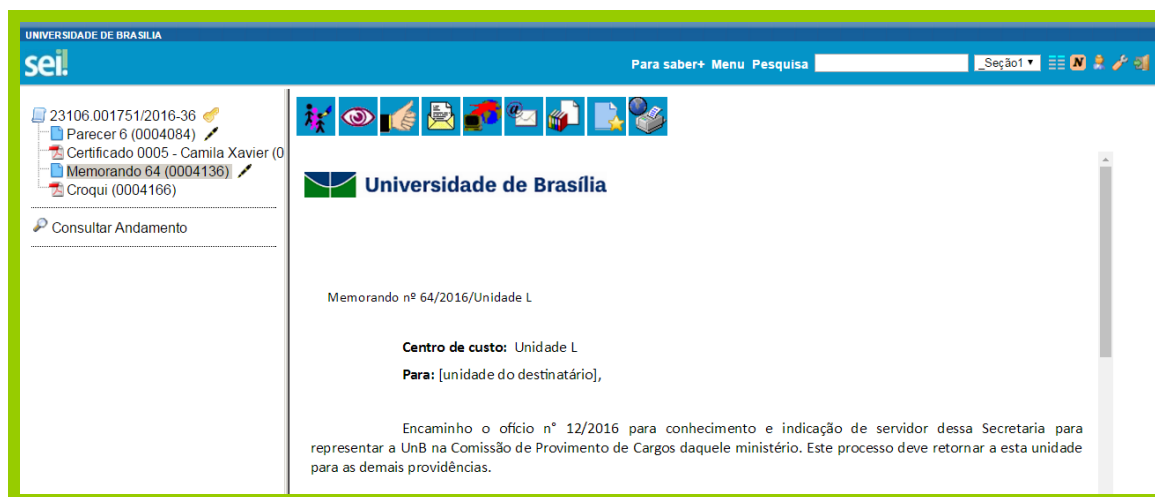 UNIVERSIDADE DE BRASILIA
sei!
Para saber+ Menu Pesquisa
_Seção1
N
23106.001751/2016-36
Parecer 6 (0004084)
Certificado 0005 - Camila Xavier (0
Memorando 64 (0004136)
Croqui (0004166)
Consultar Andamento
@
Universidade de Brasília
Memorando nº 64/2016/Unidade L
Centro de custo: Unidade L
Para: [unidade do destinatário],
Encaminho o ofício n° 12/2016 para conhecimento e indicação de servidor dessa Secretaria para
representar a UnB na Comissão de Provimento de Cargos daquele ministério. Este processo deve retornar a esta unidade
para as demais providências.